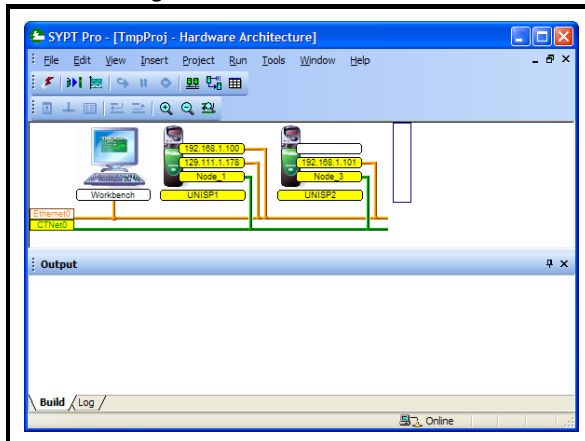 SYPT Pro - [TmpProj - Hardware Architecture]
File Edit View Insert Project Run Tools Window Help
192.168.1.100
129.111.1.178
192.168.1.101
Node_1
Node_3
Workbench
UNISP1
UNISP2
Ethernet0
CTNet0
Output
Build
Log
Online